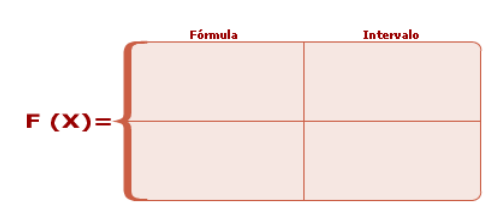 Fórmula Intervalo
F (X)=